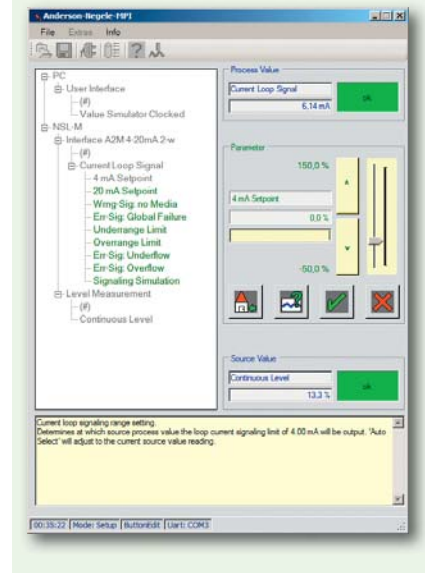 Anderson-Negele-MPI
File Extras Info
PC
User Interface
(#)
Value Simulator Clocked
NSL-M
Interface A2M 4-20mA 2-w
(#)
Current Loop Signal
4 mA Setpoint
20 mA Setpoint
Wrng-Sig: no Media
Err-Sig: Global Failure
Underrange Limit
Overrange Limit
Err-Sig: Underflow
Err-Sig: Overflow
Signaling Simulation
Level Measurement
(#)
Continuous Level
Process Value
Current Loop Signal
6,14 mA
ok
Parameter
150,0 %
4 mA Setpoint
0,0 %
-50,0 %
Source Value
Continuous Level
13,3 %
ok
Current loop signaling range setting.
Determines at which source process value the loop current signaling limit of 4.00 mA will be output. 'Auto
Select' will adjust to the current source value reading.
00:35:22 Mode: Setup ButtonEdit Uart: COM3